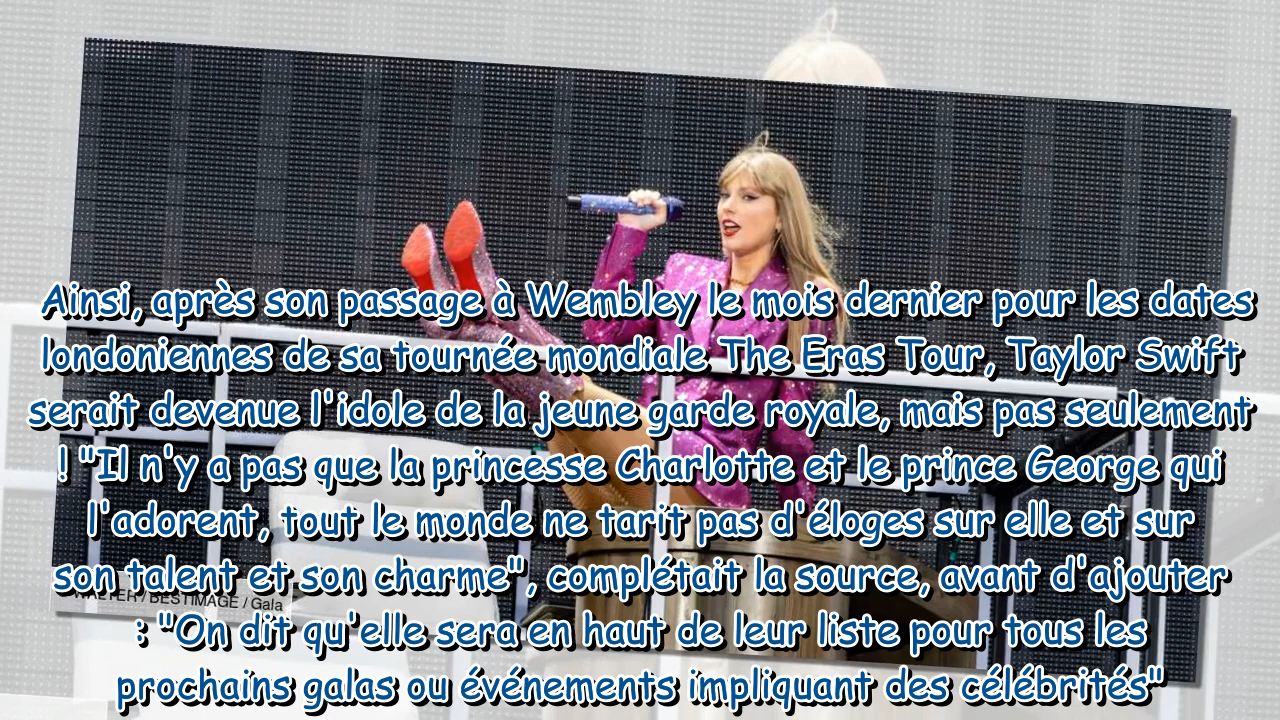 Ainsi, après son passage à Wembley le mois dernier pour les dates
londoniennes de sa tournée mondiale The Eras Tour, Taylor Swift
serait devenue l'idole de la jeune garde royale, mais pas seulement
! "Il n'y a pas que la princesse Charlotte et le prince George qui
l'adorent, tout le monde ne tarit pas d'éloges sur elle et sur
son talent et son charme", complétait la source, avant d'ajouter
/ BESTIMAGE / Gala
: "On dit qu'elle sera en haut de leur liste pour tous les
prochains galas ou événements impliquant des célébrités"